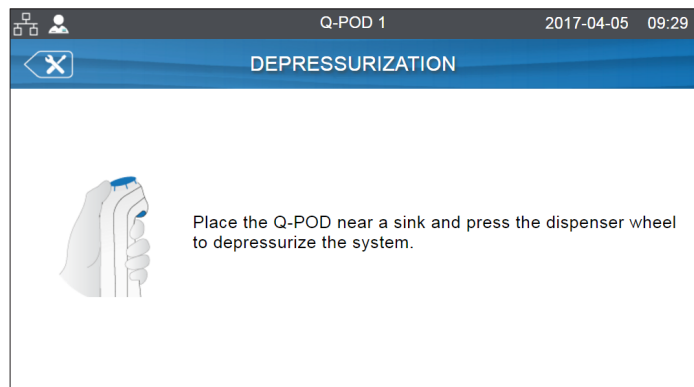 Q-POD 1 2017-04-05 09:29
DEPRESSURIZATION
Place the Q-POD near a sink and press the dispenser wheel
to depressurize the system.